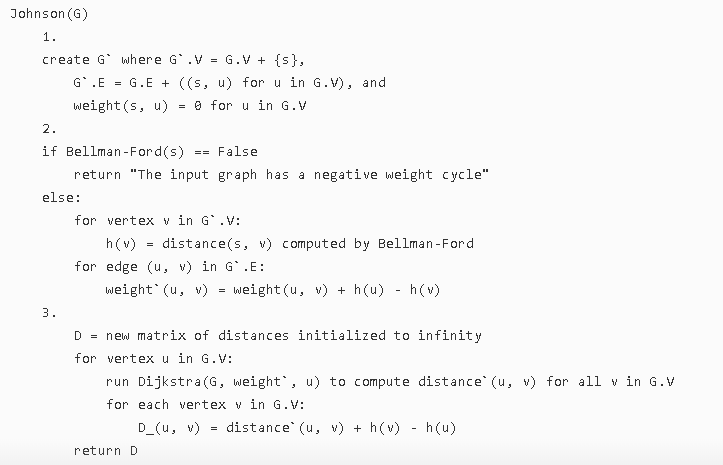 Johnson(G)
1.
create G` where G`.V = G.V + {s},
G`.E = G.E + ((s, u) for u in G.V), and
weight(s, u) = 0 for u in G.V
2.
if Bellman-Ford(s) == False
return "The input graph has a negative weight cycle"
else:
for vertex v in G`.V:
h(v) = distance(s, v) computed by Bellman-Ford
for edge (u, v) in G`.E:
weight`(u, v) = weight(u, v) + h(u) - h(v)
3.
D = new matrix of distances initialized to infinity
for vertex u in G.V:
run Dijkstra(G, weight`, u) to compute distance`(u, v) for all v in G.V
for each vertex v in G.V:
D_(u, v) = distance`(u, v) + h(v) - h(u)
return D